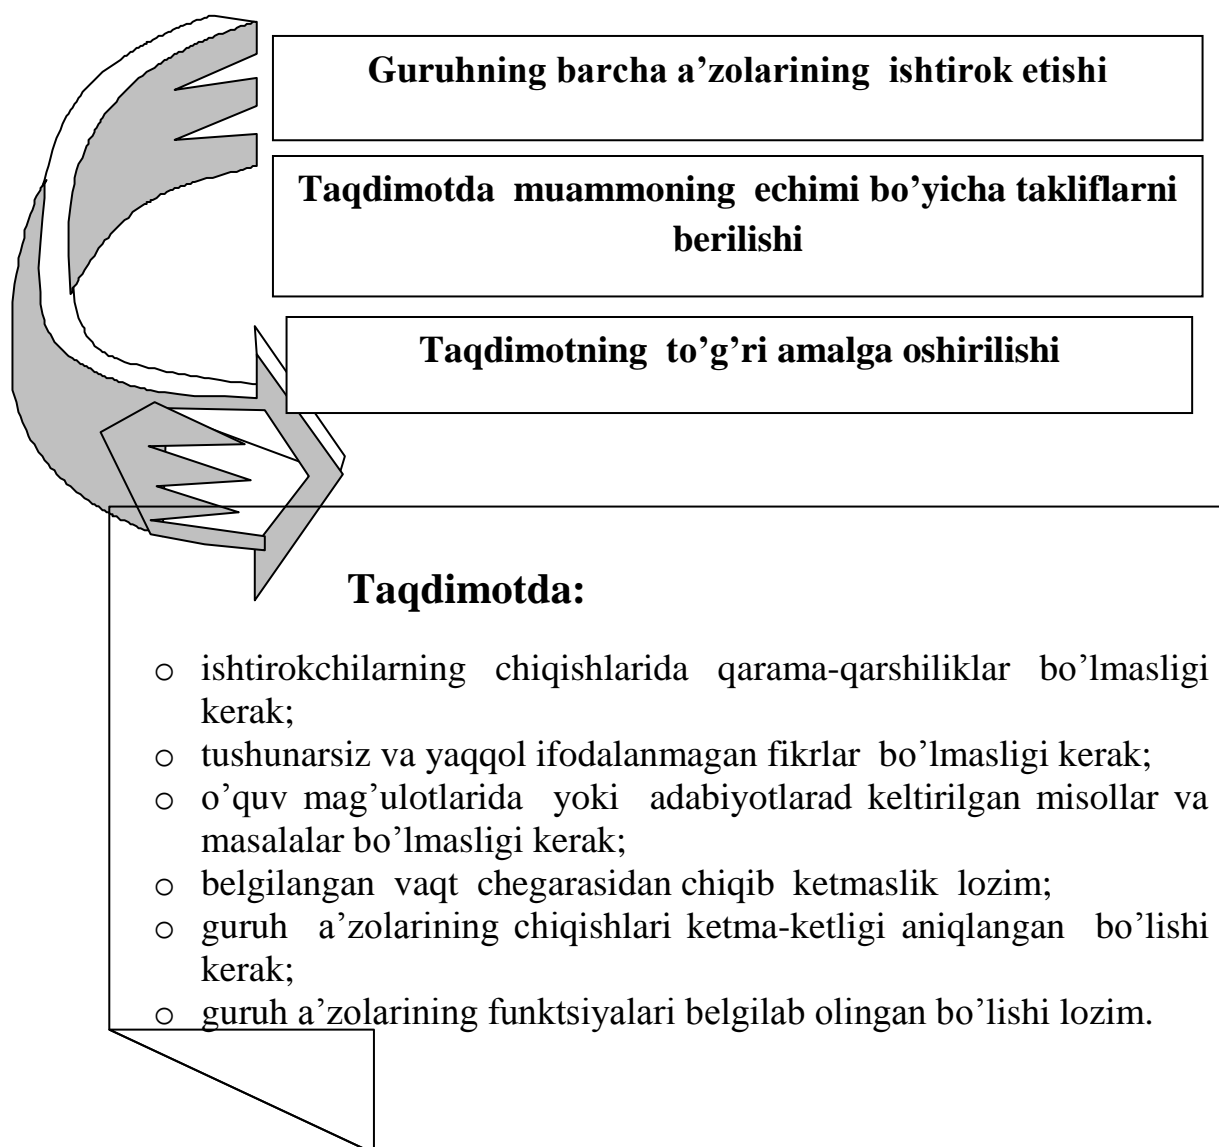 Guruhning barcha a’zolarining ishtirok etishi
Taqdimotda muammoning echimi bo’yicha takliflarni
berilishi
Taqdimotning to’g’ri amalga oshirilishi
Taqdimotda:
o ishtirokchilarning chiqishlarida qarama-qarshiliklar bo’lmasligi
kerak;
o tushunarsiz va yaqqol ifodalanmagan fikrlar bo’lmasligi kerak;
o o’quv mag’ulotlarida yoki adabiyotlarad keltirilgan misollar va
masalalar bo’lmasligi kerak;
o belgilangan vaqt chegarasidan chiqib ketmaslik lozim;
o guruh a’zolarining chiqishlari ketma-ketligi aniqlangan bo’lishi
kerak;
o guruh a’zolarining funktsiyalari belgilab olingan bo’lishi lozim.